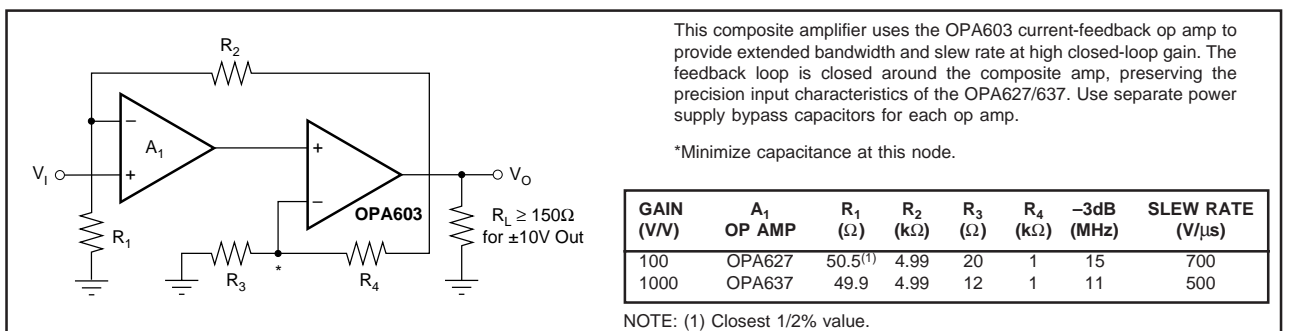 R2
A1
VI
R1
+
−
+
−
OPA603
VO
RL ≥ 150Ω
for ±10V Out
R3
*
R4
This composite amplifier uses the OPA603 current-feedback op amp to
provide extended bandwidth and slew rate at high closed-loop gain. The
feedback loop is closed around the composite amp, preserving the
precision input characteristics of the OPA627/637. Use separate power
supply bypass capacitors for each op amp.
*Minimize capacitance at this node.
GAIN A1 R1 R2 R3 R4 –3dB SLEW RATE
(V/V) OP AMP (Ω) (kΩ) (Ω) (kΩ) (MHz) (V/µs)
100 OPA627 50.5(1) 4.99 20 1 15 700
1000 OPA637 49.9 4.99 12 1 11 500
NOTE: (1) Closest 1/2% value.